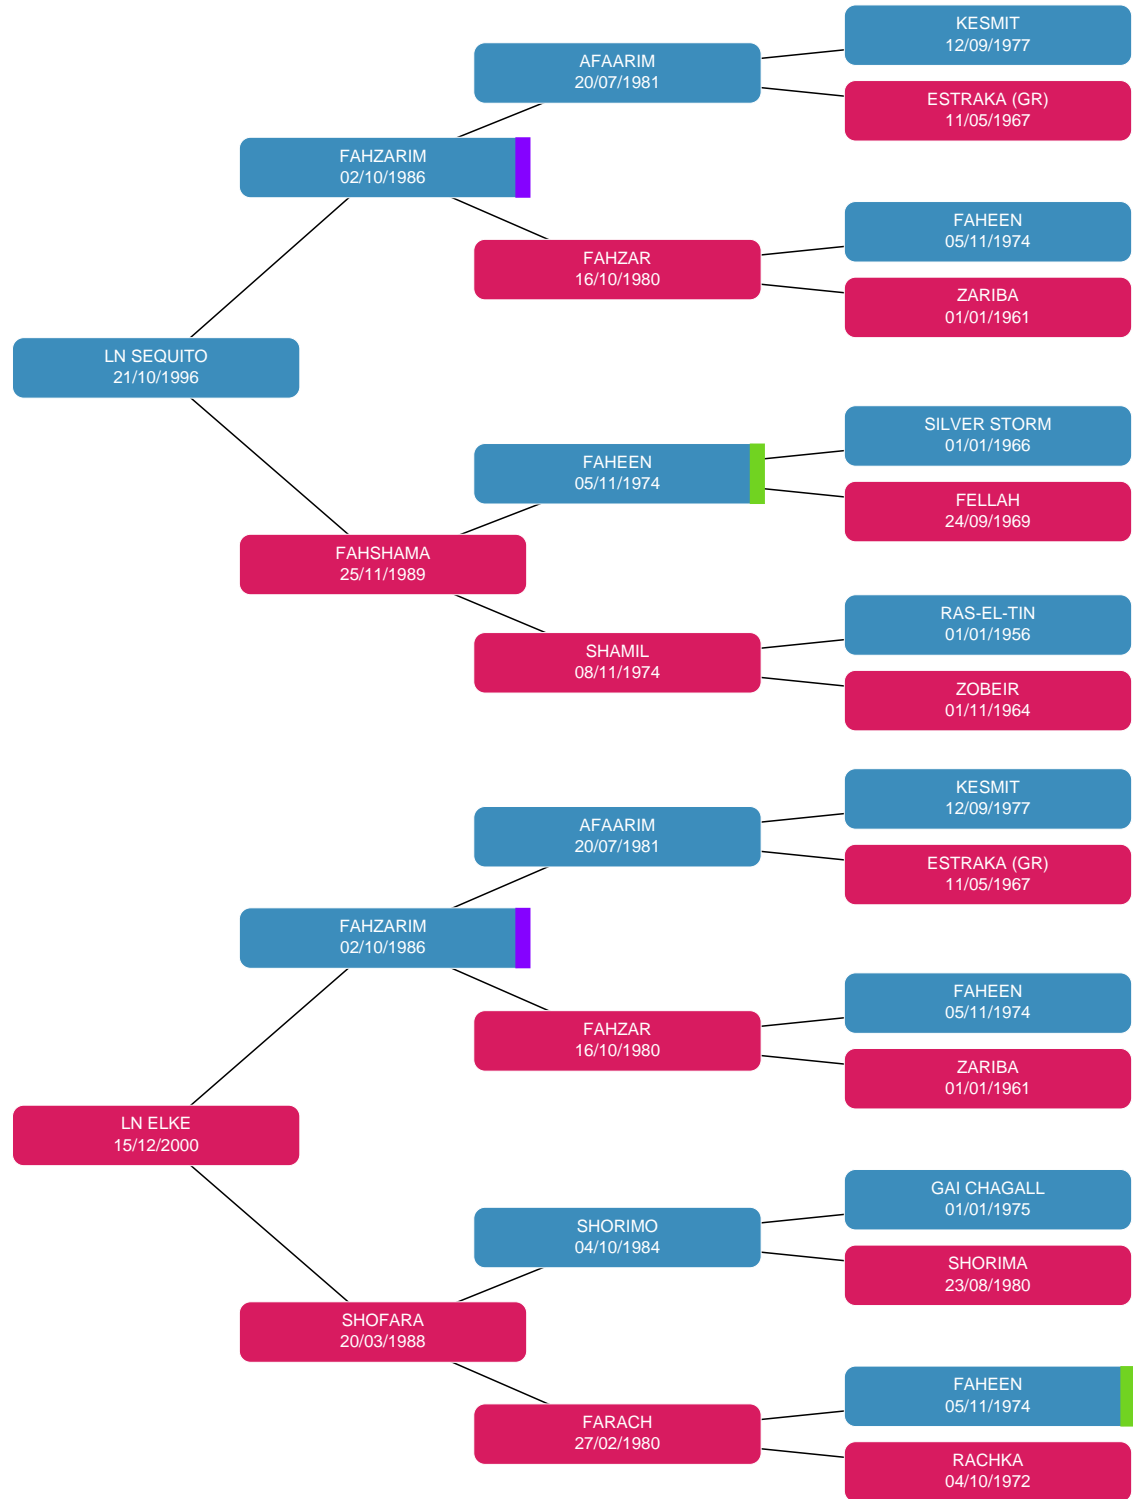 KESMIT
12/09/1977
AFAARIM
20/07/1981
ESTRAKA (GR)
11/05/1967
FAHZARIM
02/10/1986
FAHEEN
05/11/1974
FAHZAR
16/10/1980
ZARIBA
01/01/1961
LN SEQUITO
21/10/1996
SILVER STORM
01/01/1966
FAHEEN
05/11/1974
FELLAH
24/09/1969
FAHSHAMA
25/11/1989
RAS-EL-TIN
01/01/1956
SHAMIL
08/11/1974
ZOBEIR
01/11/1964
KESMIT
12/09/1977
AFAARIM
20/07/1981
ESTRAKA (GR)
11/05/1967
FAHZARIM
02/10/1986
FAHEEN
05/11/1974
FAHZAR
16/10/1980
ZARIBA
01/01/1961
LN ELKE
15/12/2000
GAI CHAGALL
01/01/1975
SHORIMO
04/10/1984
SHORIMA
23/08/1980
SHOFARA
20/03/1988
FAHEEN
05/11/1974
FARACH
27/02/1980
RACHKA
04/10/1972